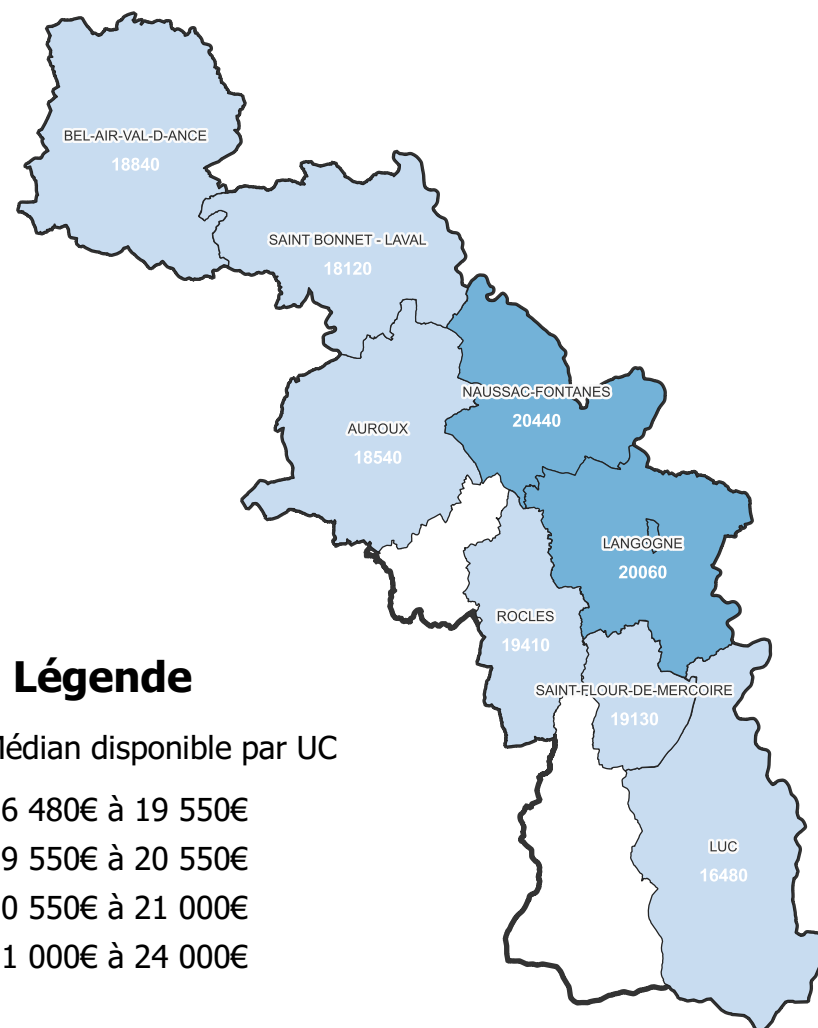 BEL-AIR-VAL-D-ANCE
18840
SAINT BONNET - LAVAL
18120
NAUSSAC-FONTANES
20440
AUROUX
18540
LANGOGNE
20060
ROCLES
19410
SAINT-FLOUR-DE-MERCOIRE
19130
LUC
16480
Légende
Médian disponible par UC
6 480€ à 19 550€
9 550€ à 20 550€
0 550€ à 21 000€
1 000€ à 24 000€